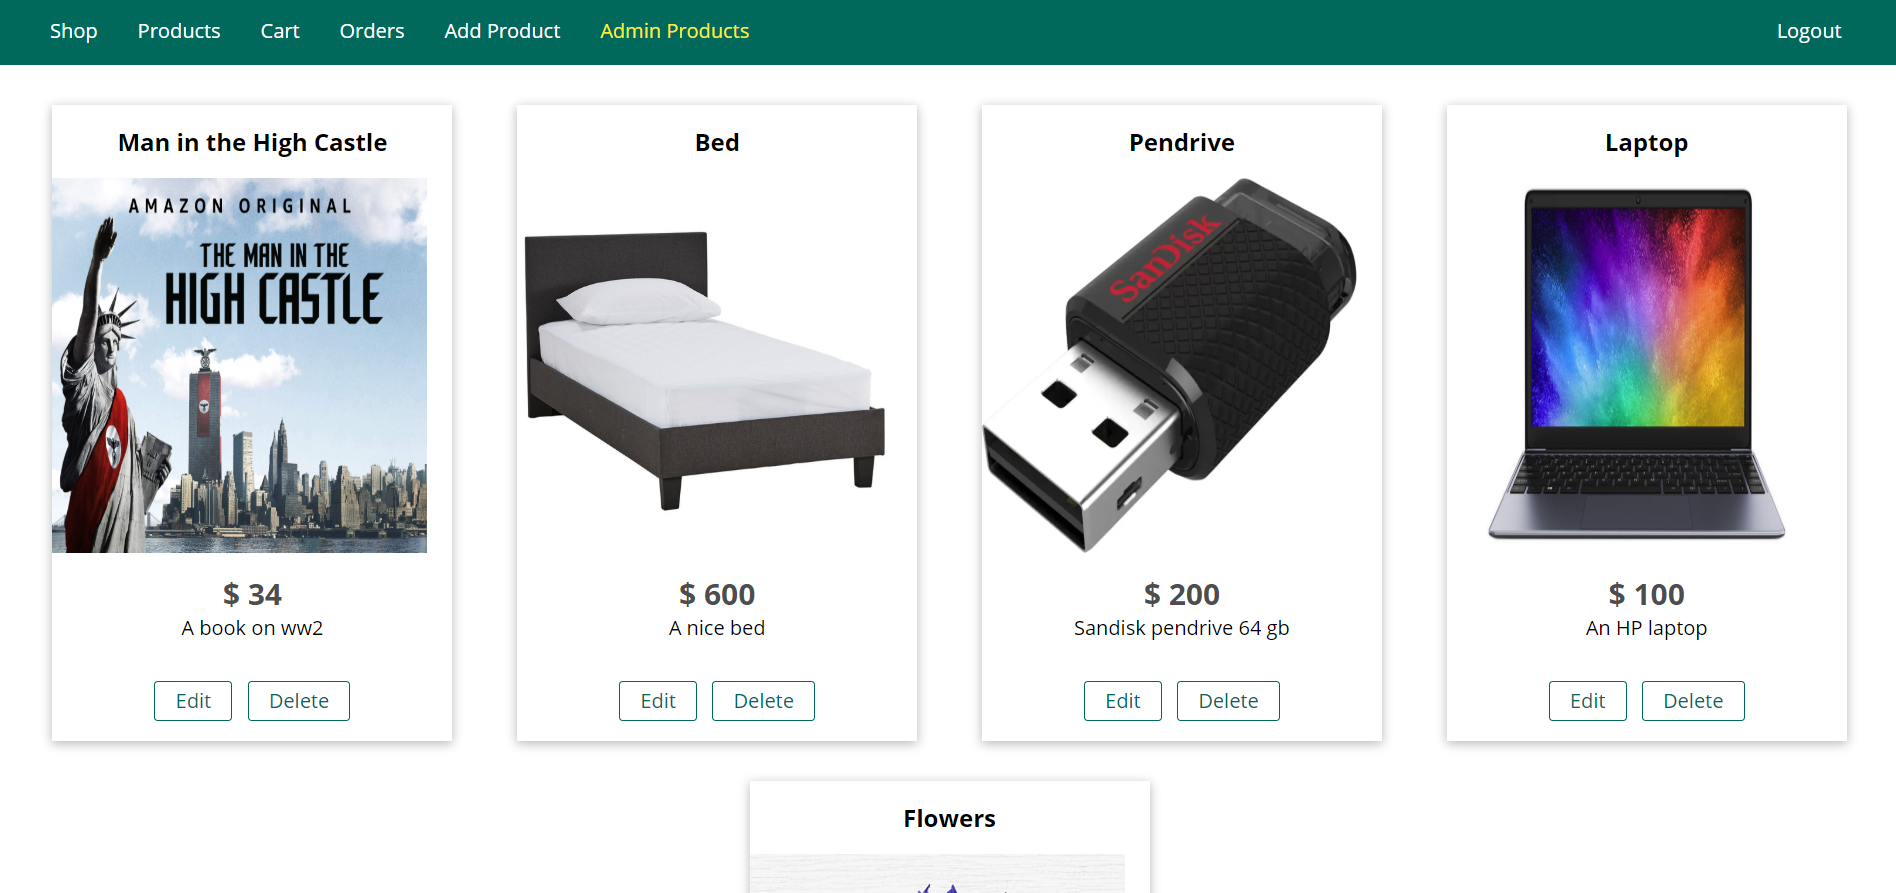 Shop Products Cart Orders Add Product Admin Products Logout
Man in the High Castle
AMAZON ORIGINAL
THE MAN IN THE
HIGH CASTLE
$ 34
A book on ww2
Edit Delete
Bed
$ 600
A nice bed
Edit Delete
Pendrive
SanDisk
$ 200
Sandisk pendrive 64 gb
Edit Delete
Laptop
$ 100
An HP laptop
Edit Delete
Flowers